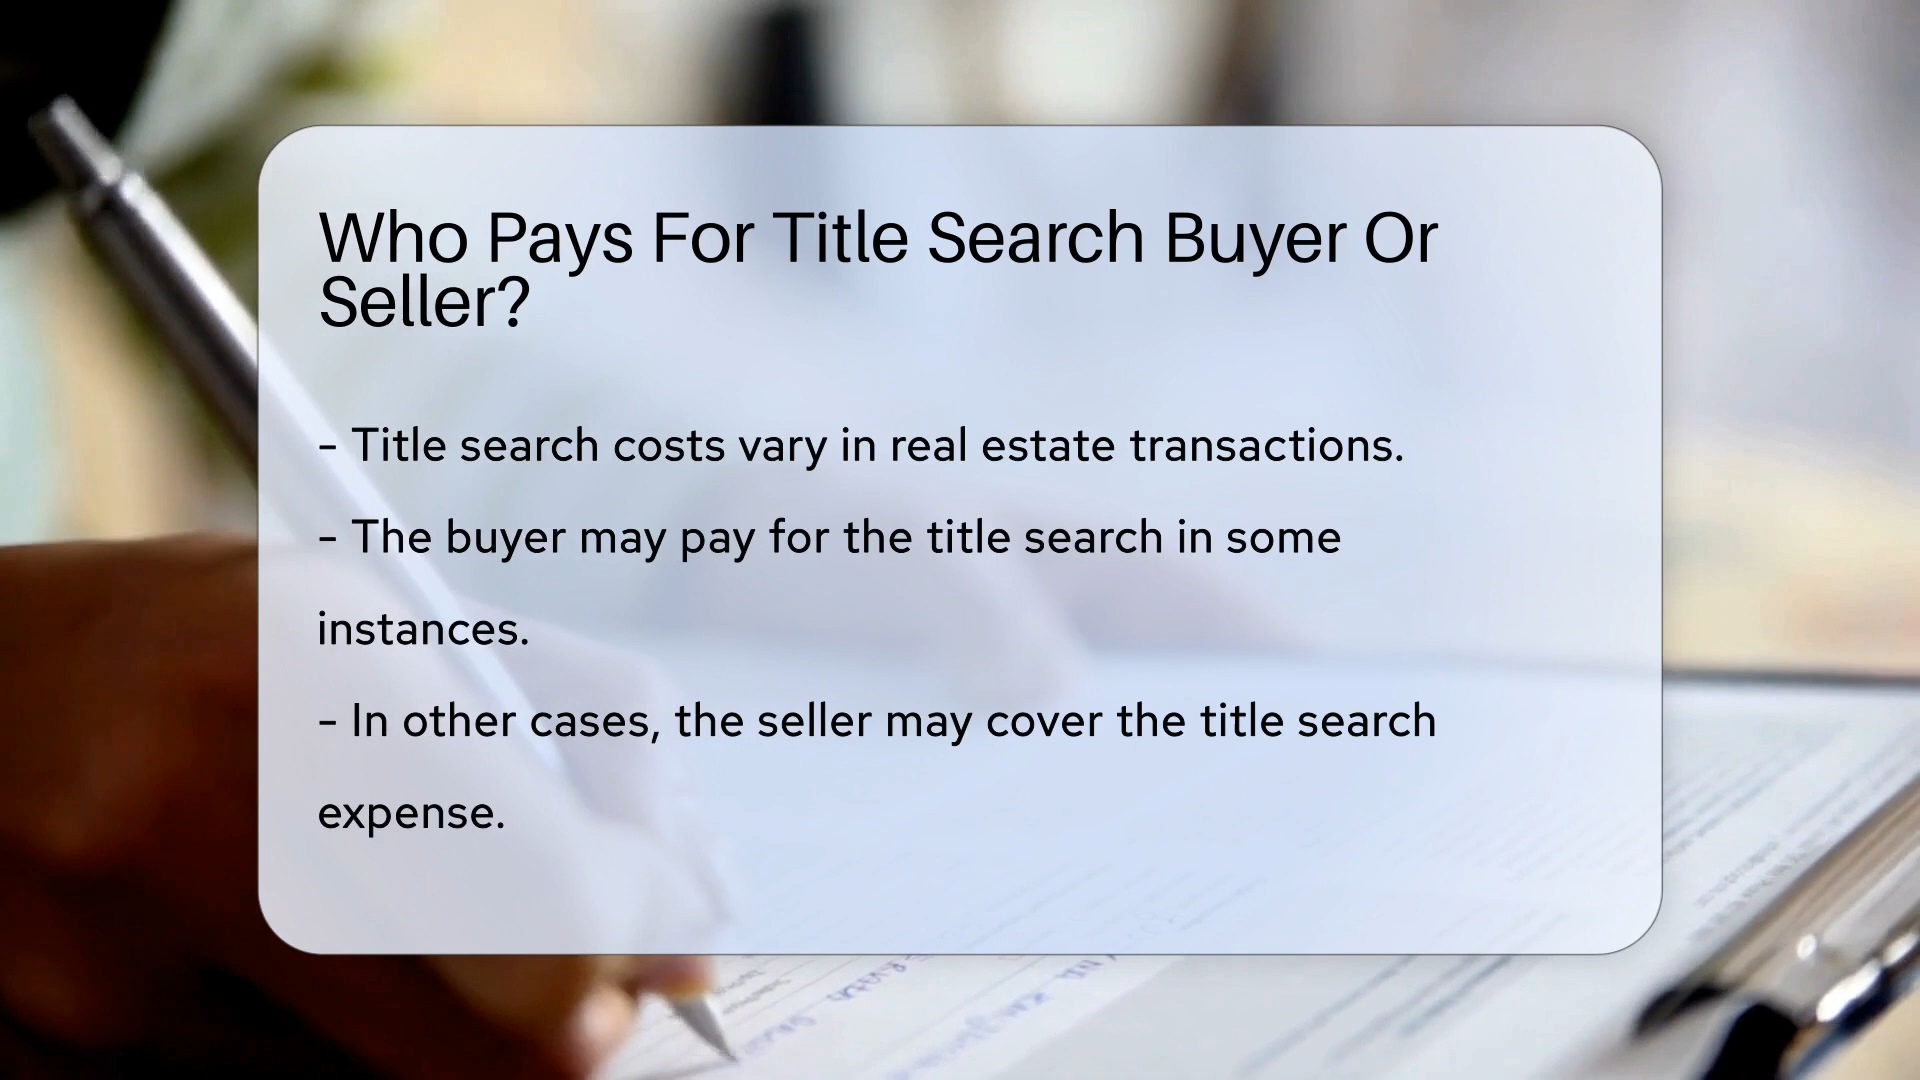 Who Pays For Title Search Buyer Or
Seller?
- Title search costs vary in real estate transactions.
- The buyer may pay for the title search in some
instances.
- In other cases, the seller may cover the title search
expense.